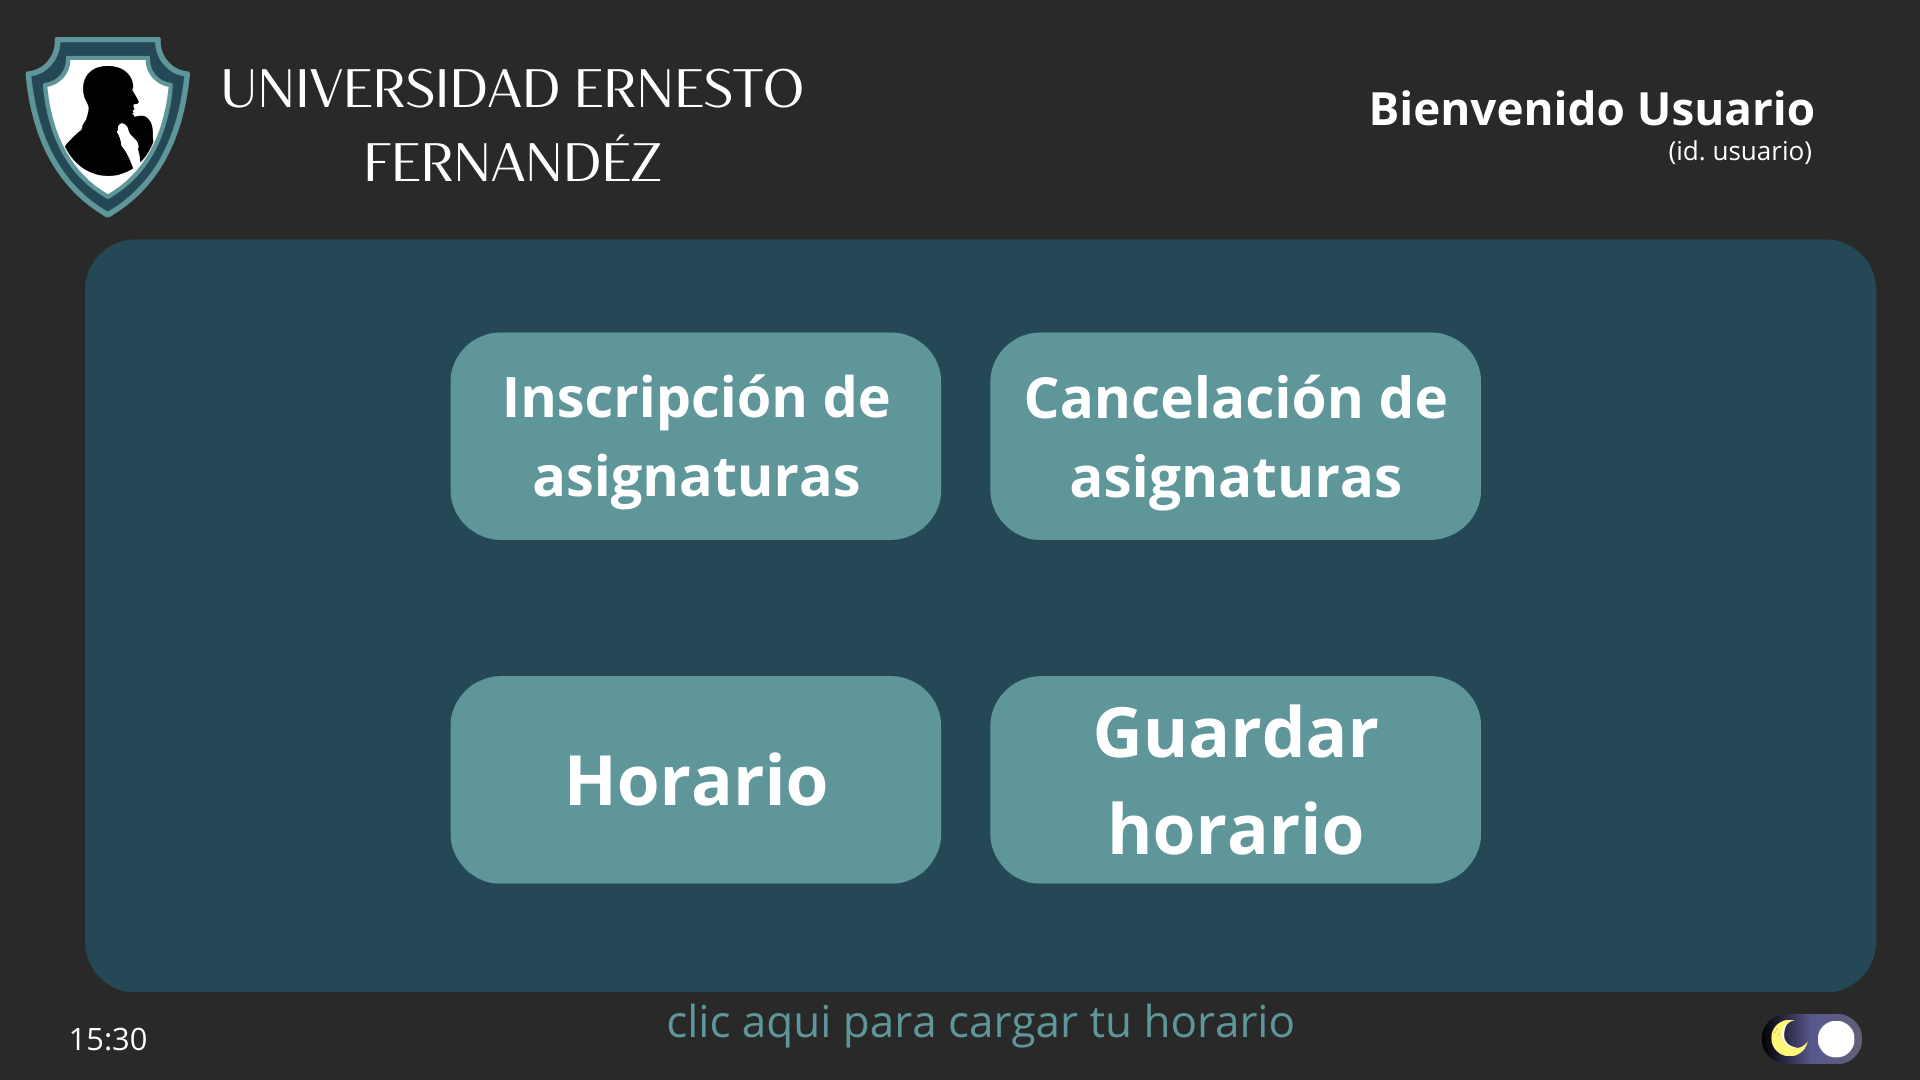 UNIVERSIDAD ERNESTO
FERNANDÉZ
Bienvenido Usuario
(id. usuario)
Inscripción de
asignaturas
Cancelación de
asignaturas
Horario
Guardar
horario
clic aqui para cargar tu horario
15:30